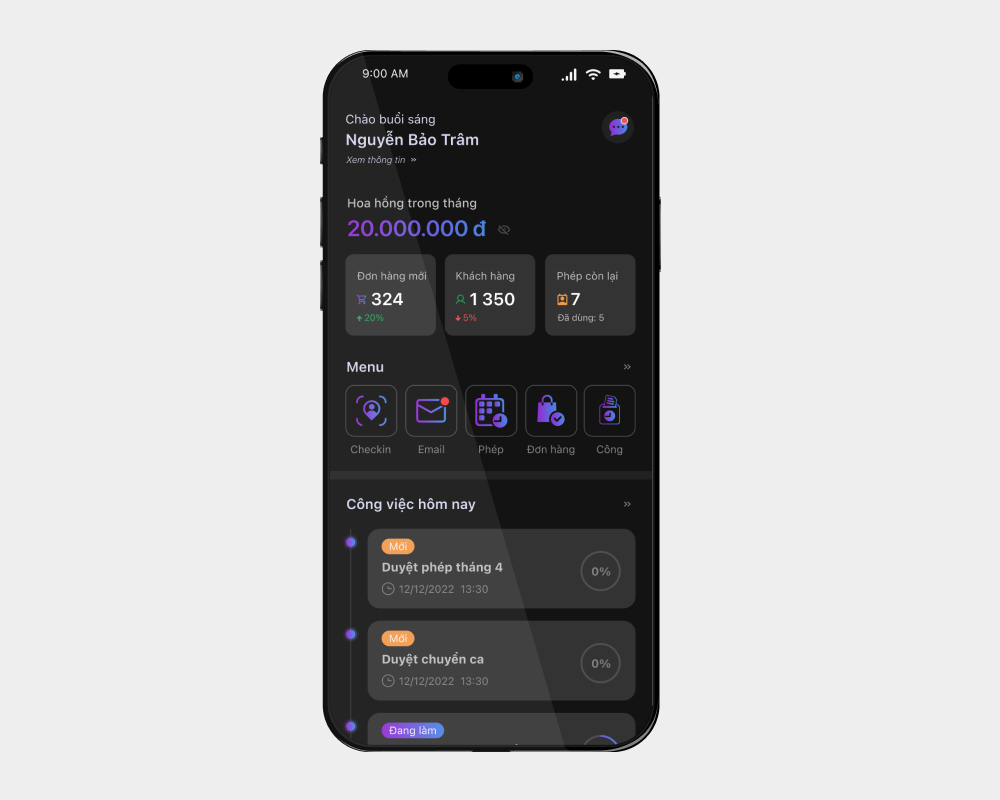 9:00 AM
Chào buổi sáng
Nguyễn Bảo Trâm
Xem thông tin »
Hoa hồng trong tháng
20.000.000 đ
Đơn hàng mới
324
20%
Khách hàng
1 350
5%
Phép còn lại
7
Đã dùng: 5
Menu »
Checkin Email Phép Đơn hàng Công
Công việc hôm nay »
Mới
Duyệt phép tháng 4
12/12/2022 13:30
0%
Mới
Duyệt chuyển ca
12/12/2022 13:30
0%
Đang làm